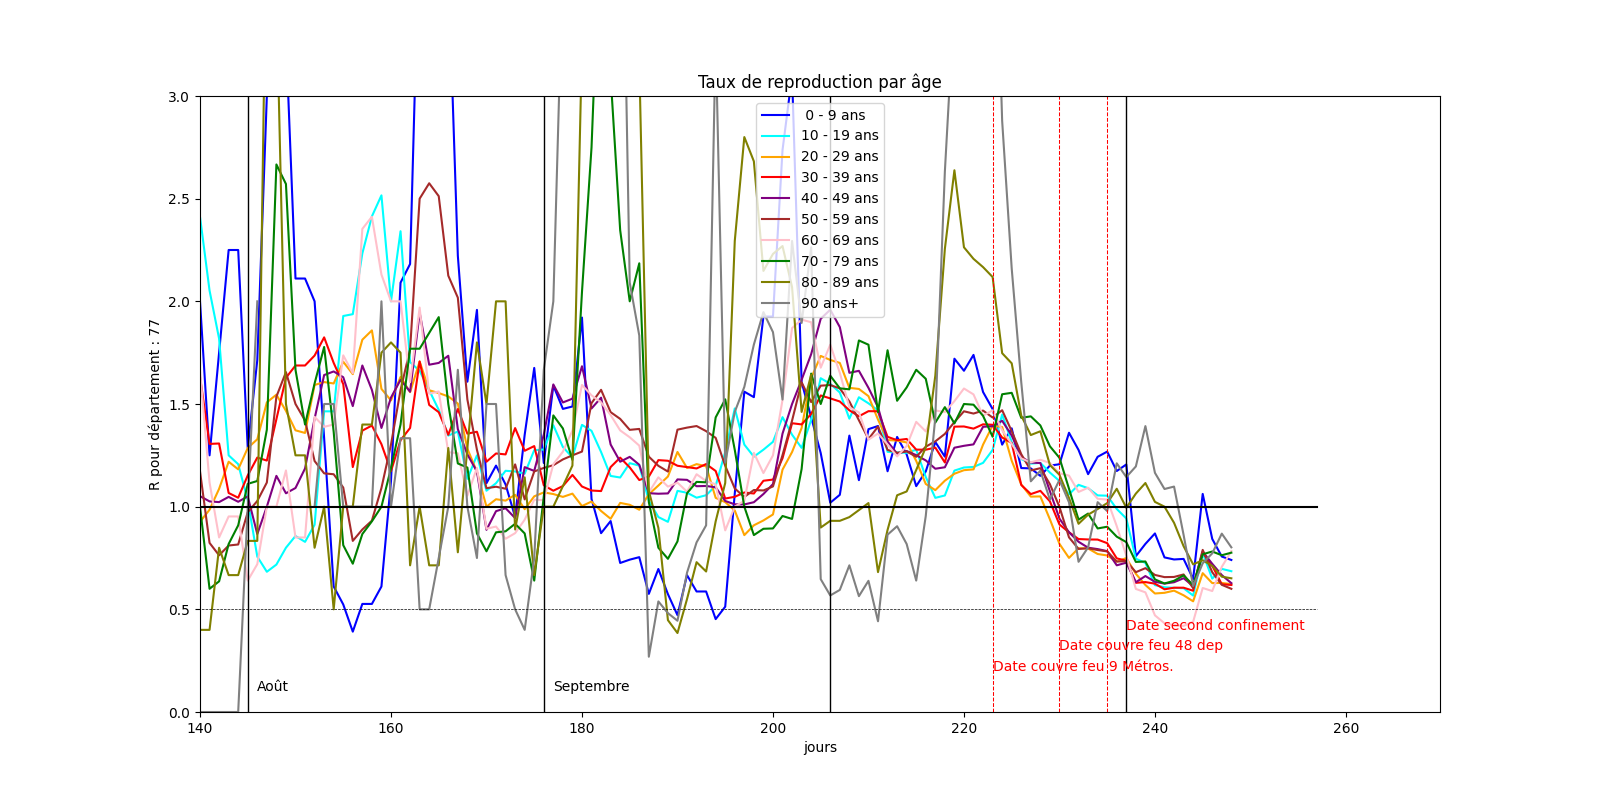 Taux de reproduction par âge
3.0
2.5
2.0
1.5
1.0
0.5
0.0
R pour département : 77
0 - 9 ans
10 - 19 ans
20 - 29 ans
30 - 39 ans
40 - 49 ans
50 - 59 ans
60 - 69 ans
70 - 79 ans
80 - 89 ans
90 ans+
Date second confinement
Date couvre feu 48 dep
Date couvre feu 9 Métros.
Août
Septembre
140
160
180
200
220
240
260
jours